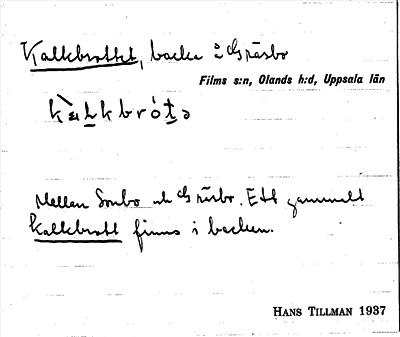 Kalkbrottet, backe i Gräsbo
Films s:n, Olands h:d, Uppsala län
Mellan Sonbo och Gräsbo. Ett gammalt
kalkbrott finns i backen.
HANS TILLMAN 1937